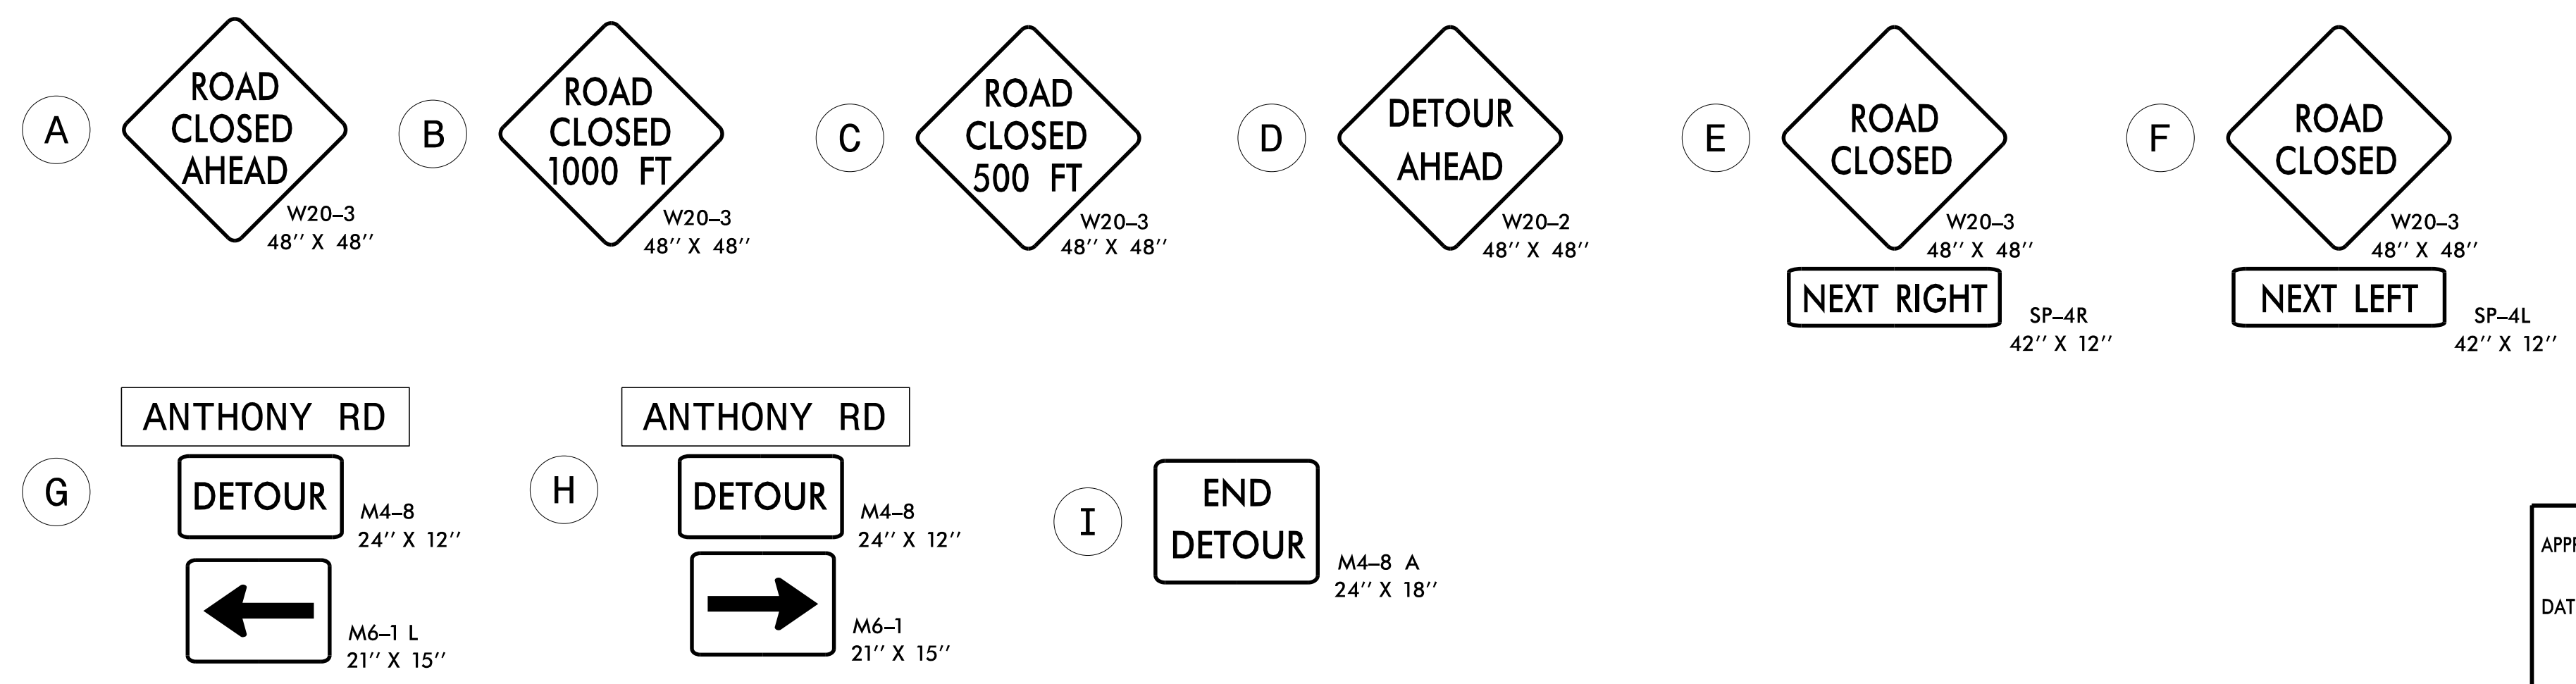 A
ROAD
CLOSED
AHEAD
W20–3
48'' X 48''
B
ROAD
CLOSED
1000 FT
W20–3
48'' X 48''
C
ROAD
CLOSED
500 FT
W20–3
48'' X 48''
D
DETOUR
AHEAD
W20–2
48'' X 48''
E
ROAD
CLOSED
W20–3
48'' X 48''
NEXT RIGHT
SP–4R
42'' X 12''
F
ROAD
CLOSED
W20–3
48'' X 48''
NEXT LEFT
SP–4L
42'' X 12''
G
ANTHONY RD
DETOUR
M4–8
24'' X 12''
M6–1 L
21'' X 15''
H
ANTHONY RD
DETOUR
M4–8
24'' X 12''
M6–1
21'' X 15''
I
END
DETOUR
M4–8 A
24'' X 18''